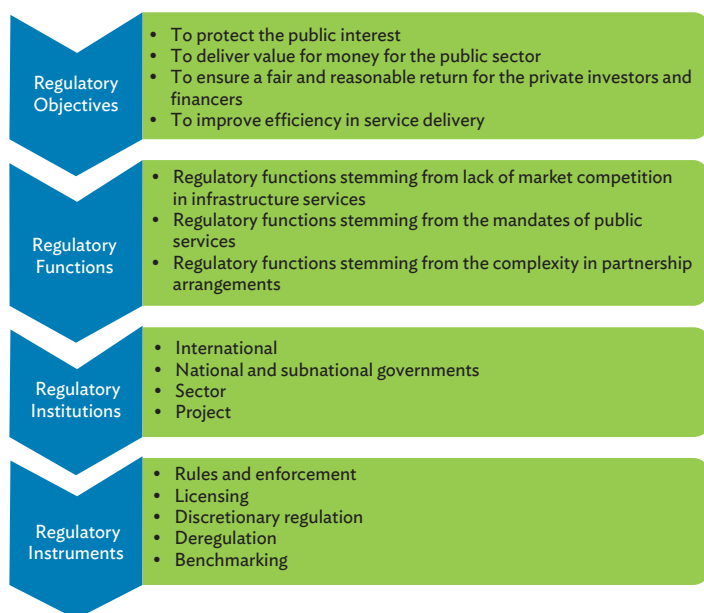 Regulatory
Objectives
• To protect the public interest
• To deliver value for money for the public sector
• To ensure a fair and reasonable return for the private investors and
financers
• To improve efficiency in service delivery
Regulatory
Functions
• Regulatory functions stemming from lack of market competition
in infrastructure services
• Regulatory functions stemming from the mandates of public
services
• Regulatory functions stemming from the complexity in partnership
arrangements
Regulatory
Institutions
• International
• National and subnational governments
• Sector
• Project
Regulatory
Instruments
• Rules and enforcement
• Licensing
• Discretionary regulation
• Deregulation
• Benchmarking